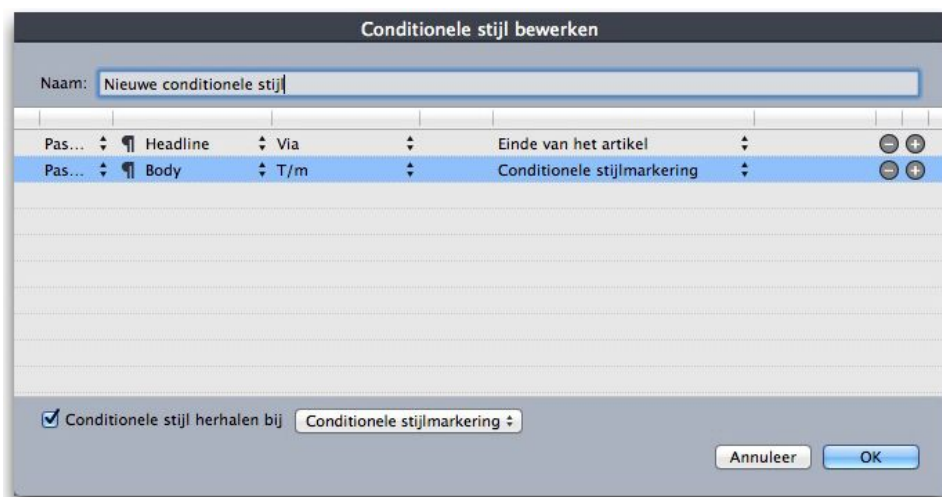 Conditionele stijl bewerken
Naam: Nieuwe conditionele stijl
Pas... ¶ Headline Via Einde van het artikel
Pas... ¶ Body T/m Conditionele stijlmarkering
Conditionele stijl herhalen bij Conditionele stijlmarkering
Annuleer OK